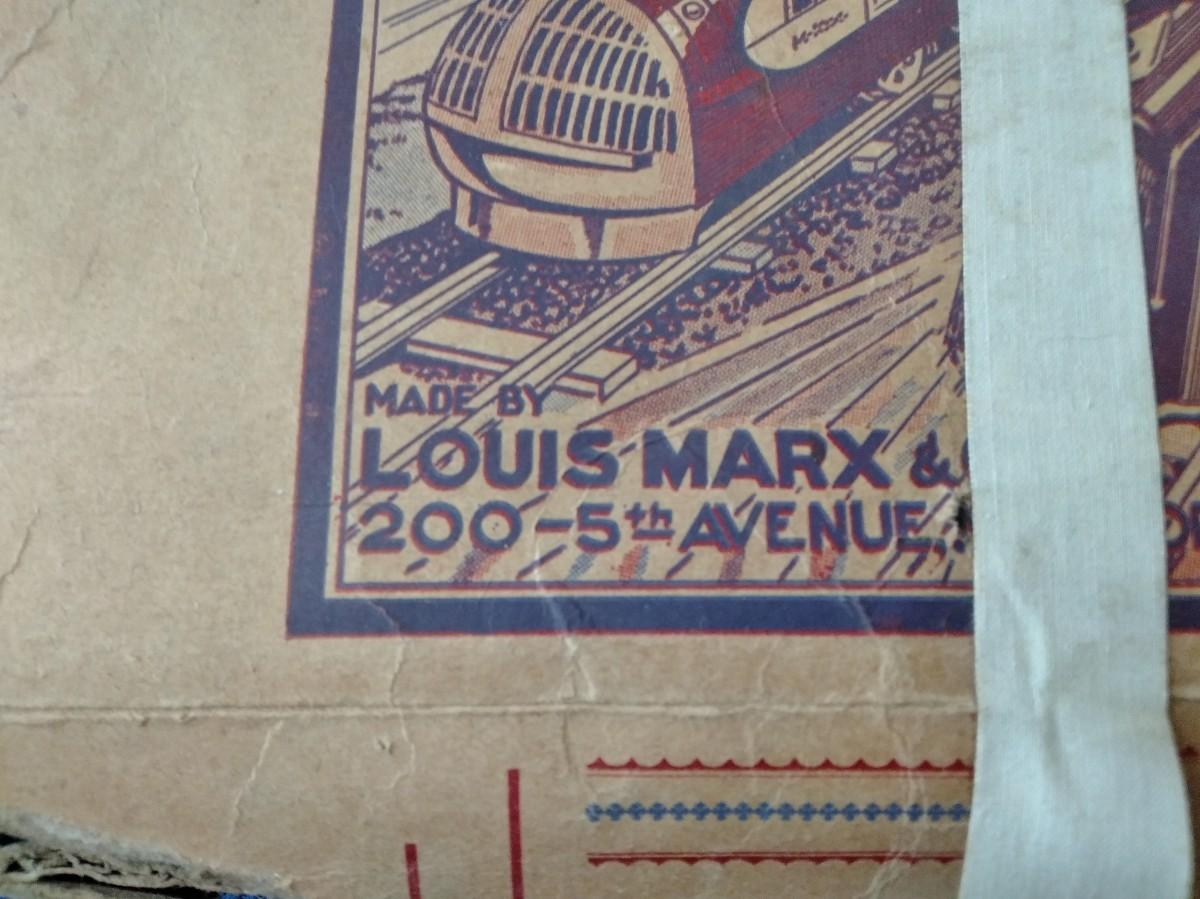 MADE BY
LOUIS MARX &
200-5th AVENUE,